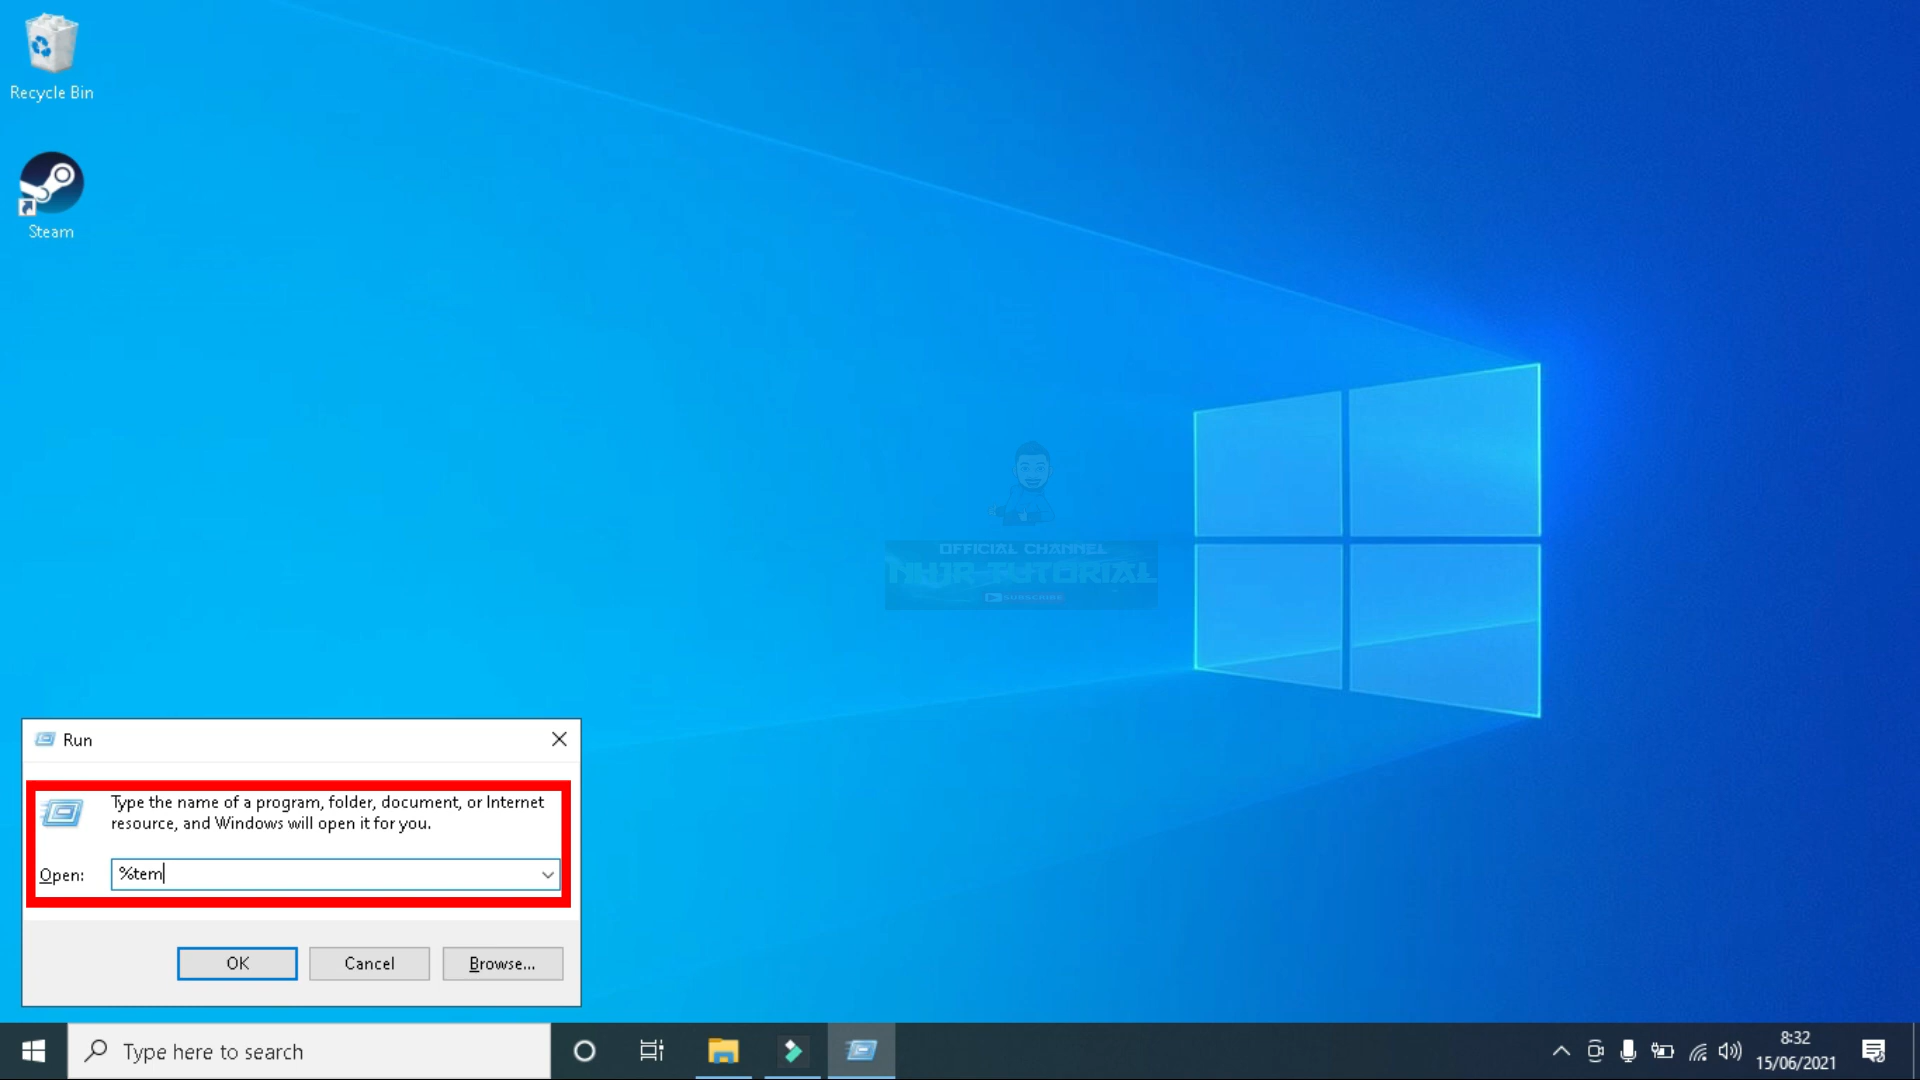 Recycle Bin
Steam
OFFICIAL CHANNEL
NHJR TUTORIAL
SUBSCRIBE
Run
Type the name of a program, folder, document, or Internet
resource, and Windows will open it for you.
Open: %tem
OK Cancel Browse...
Type here to search
8:32
15/06/2021